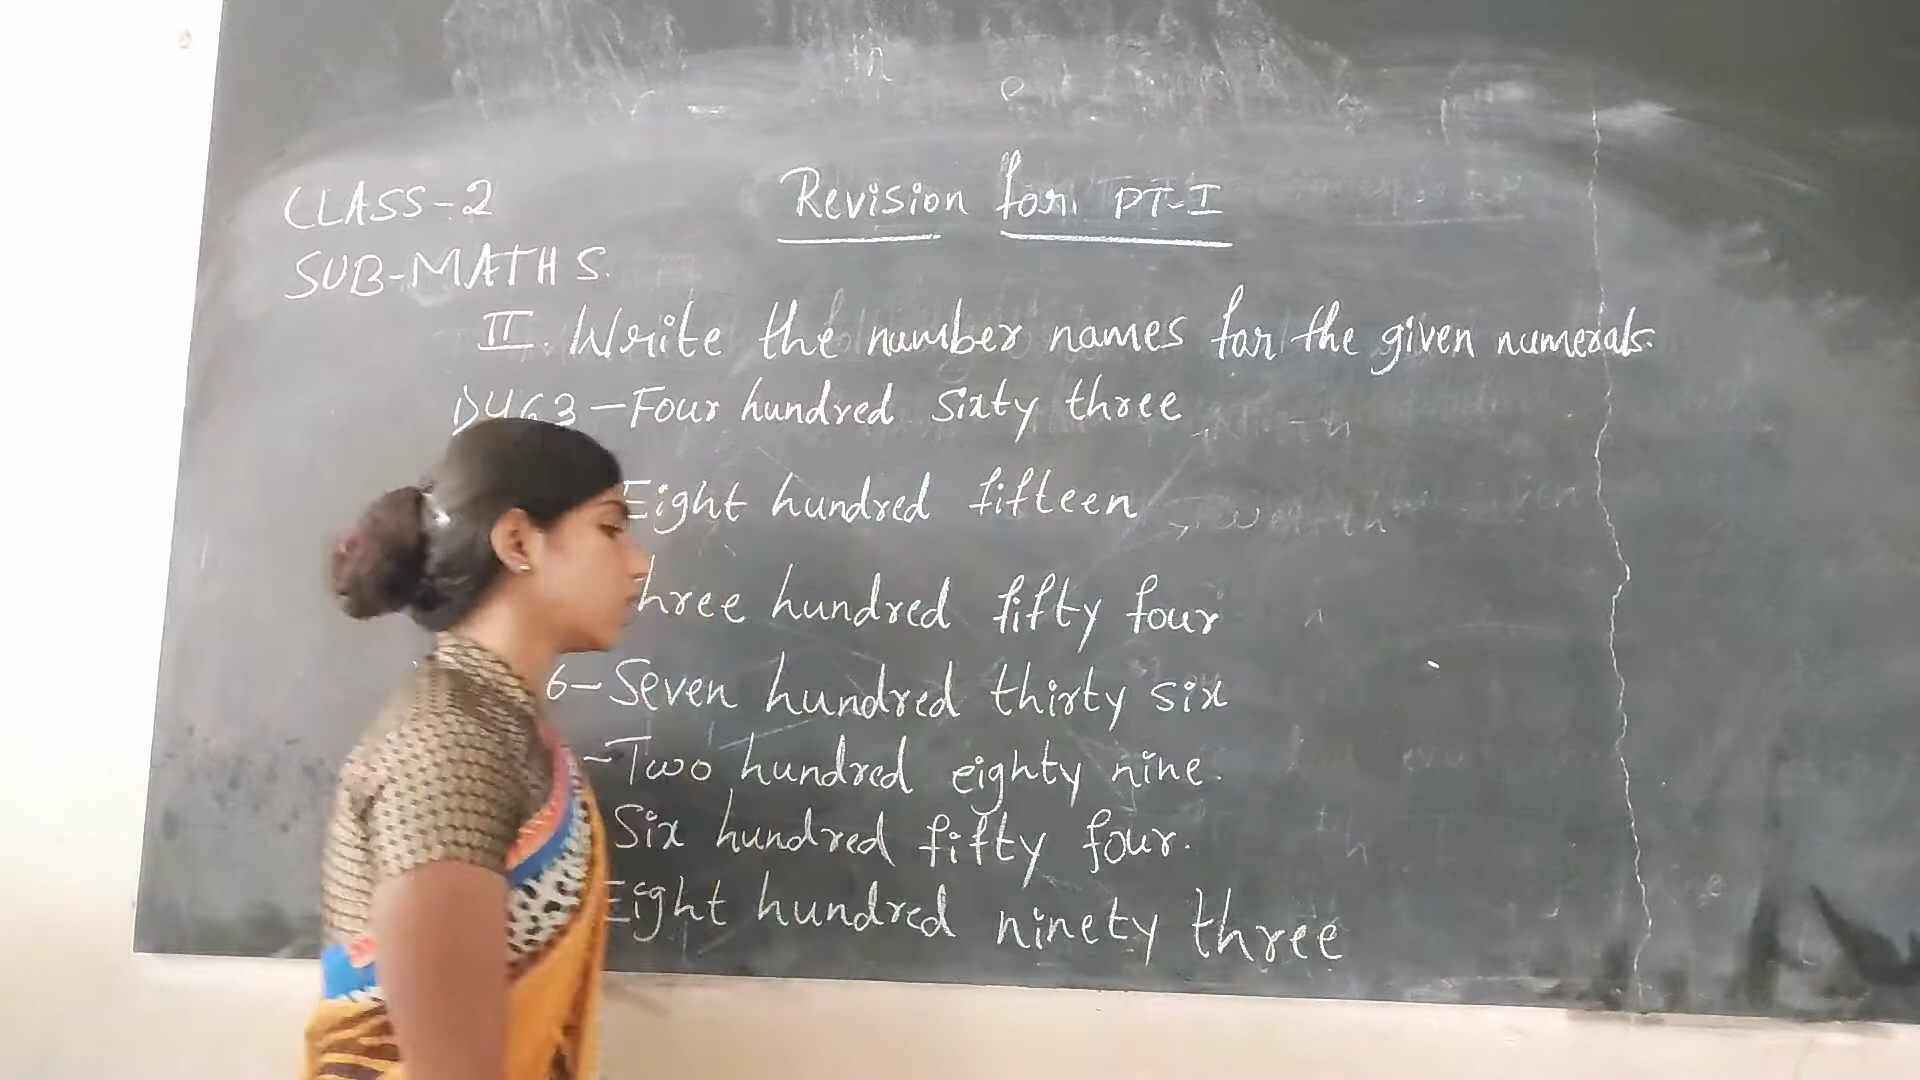 CLASS-2
Revision for PT-I
SUB-MATHS.
II. Write the number names for the given numerals.
1) 463 - Four hundred sixty three
Eight hundred fifteen
hree hundred fifty four
6 - Seven hundred thirty six
- Two hundred eighty nine.
Six hundred fifty four.
Eight hundred ninety three